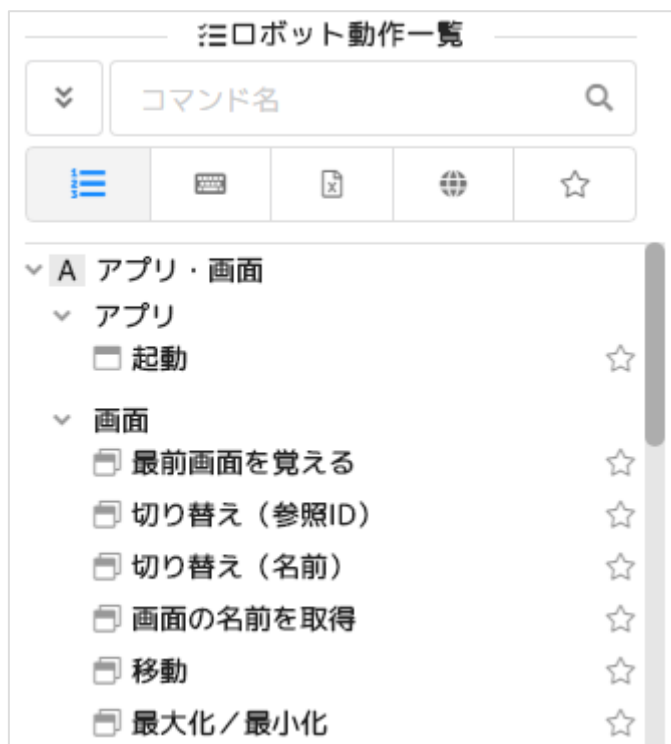 ロボット動作一覧
コマンド名
A アプリ・画面
アプリ
起動
画面
最前画面を覚える
切り替え（参照ID）
切り替え（名前）
画面の名前を取得
移動
最大化／最小化